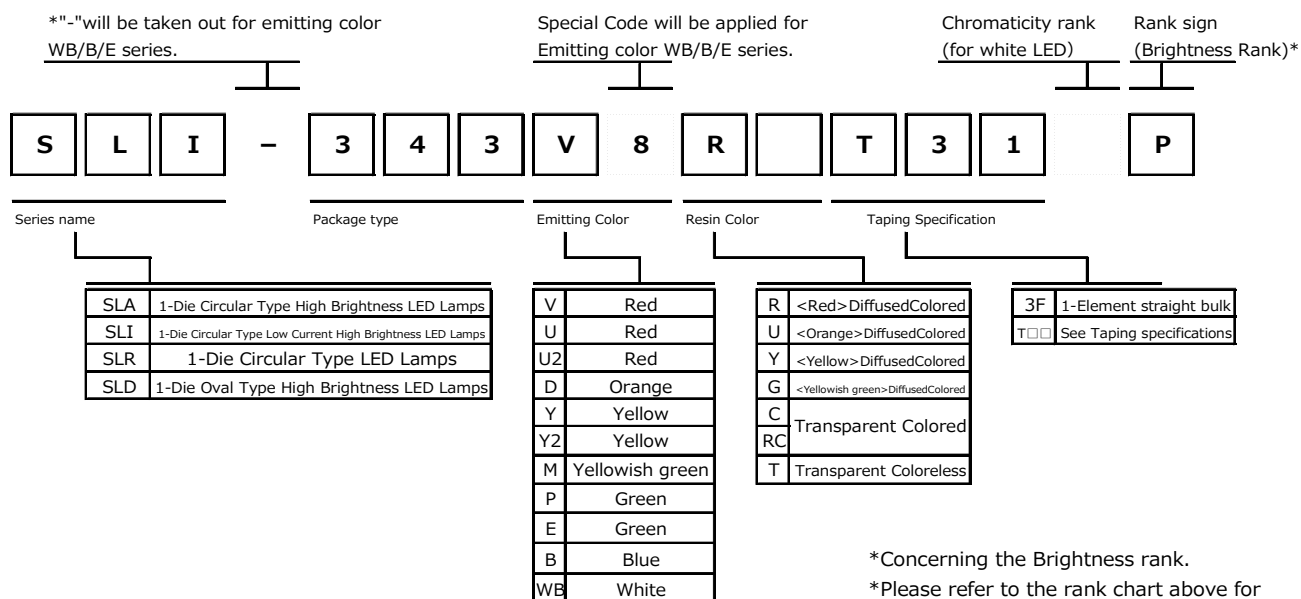 *"-"will be taken out for emitting color
WB/B/E series.
Special Code will be applied for
Emitting color WB/B/E series.
Chromaticity rank
(for white LED)
Rank sign
(Brightness Rank)*
S L I – 3 4 3 V 8 R T 3 1 P
Series name
Package type
Emitting Color
Resin Color
Taping Specification
SLA 1-Die Circular Type High Brightness LED Lamps
SLI 1-Die Circular Type Low Current High Brightness LED Lamps
SLR 1-Die Circular Type LED Lamps
SLD 1-Die Oval Type High Brightness LED Lamps
V Red
U Red
U2 Red
D Orange
Y Yellow
Y2 Yellow
M Yellowish green
P Green
E Green
B Blue
WB White
R <Red>DiffusedColored
U <Orange>DiffusedColored
Y <Yellow>DiffusedColored
G <Yellowish green>DiffusedColored
C
RC
Transparent Colored
T Transparent Coloreless
3F 1-Element straight bulk
T□□ See Taping specifications
*Concerning the Brightness rank.
*Please refer to the rank chart above for